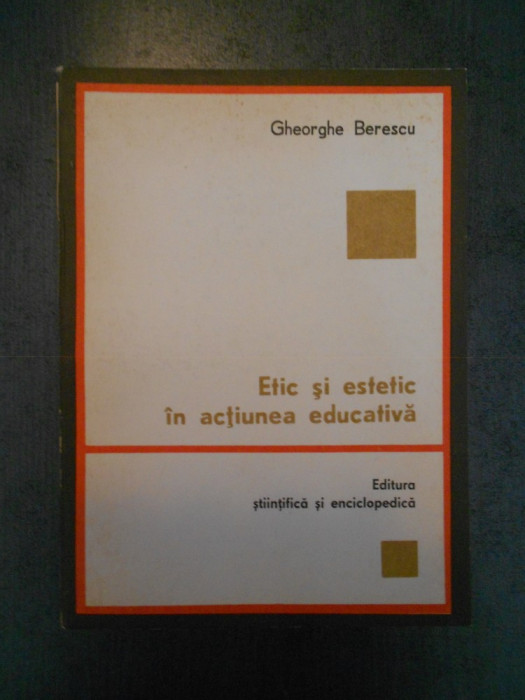 Gheorghe Berescu
Etic şi estetic
în acţiunea educativă
Editura
ştiinţifică şi enciclopedică